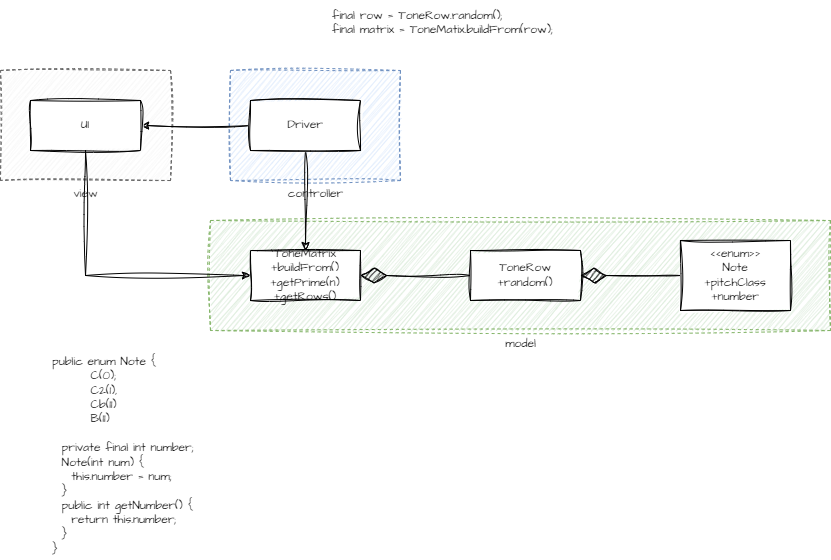 final row = ToneRow.random();
final matrix = ToneMatix.buildFrom(row);
UI
Driver
view
controller
ToneMatrix
+buildFrom()
+getPrime(n)
+getRows()
ToneRow
+random()
<<enum>>
Note
+pitchClass
+number
model
public enum Note {
C(0);
C2(1),
Cb(11)
B(11)
private final int number;
Note(int num) {
this.number = num;
}
public int getNumber() {
return this.number;
}
}